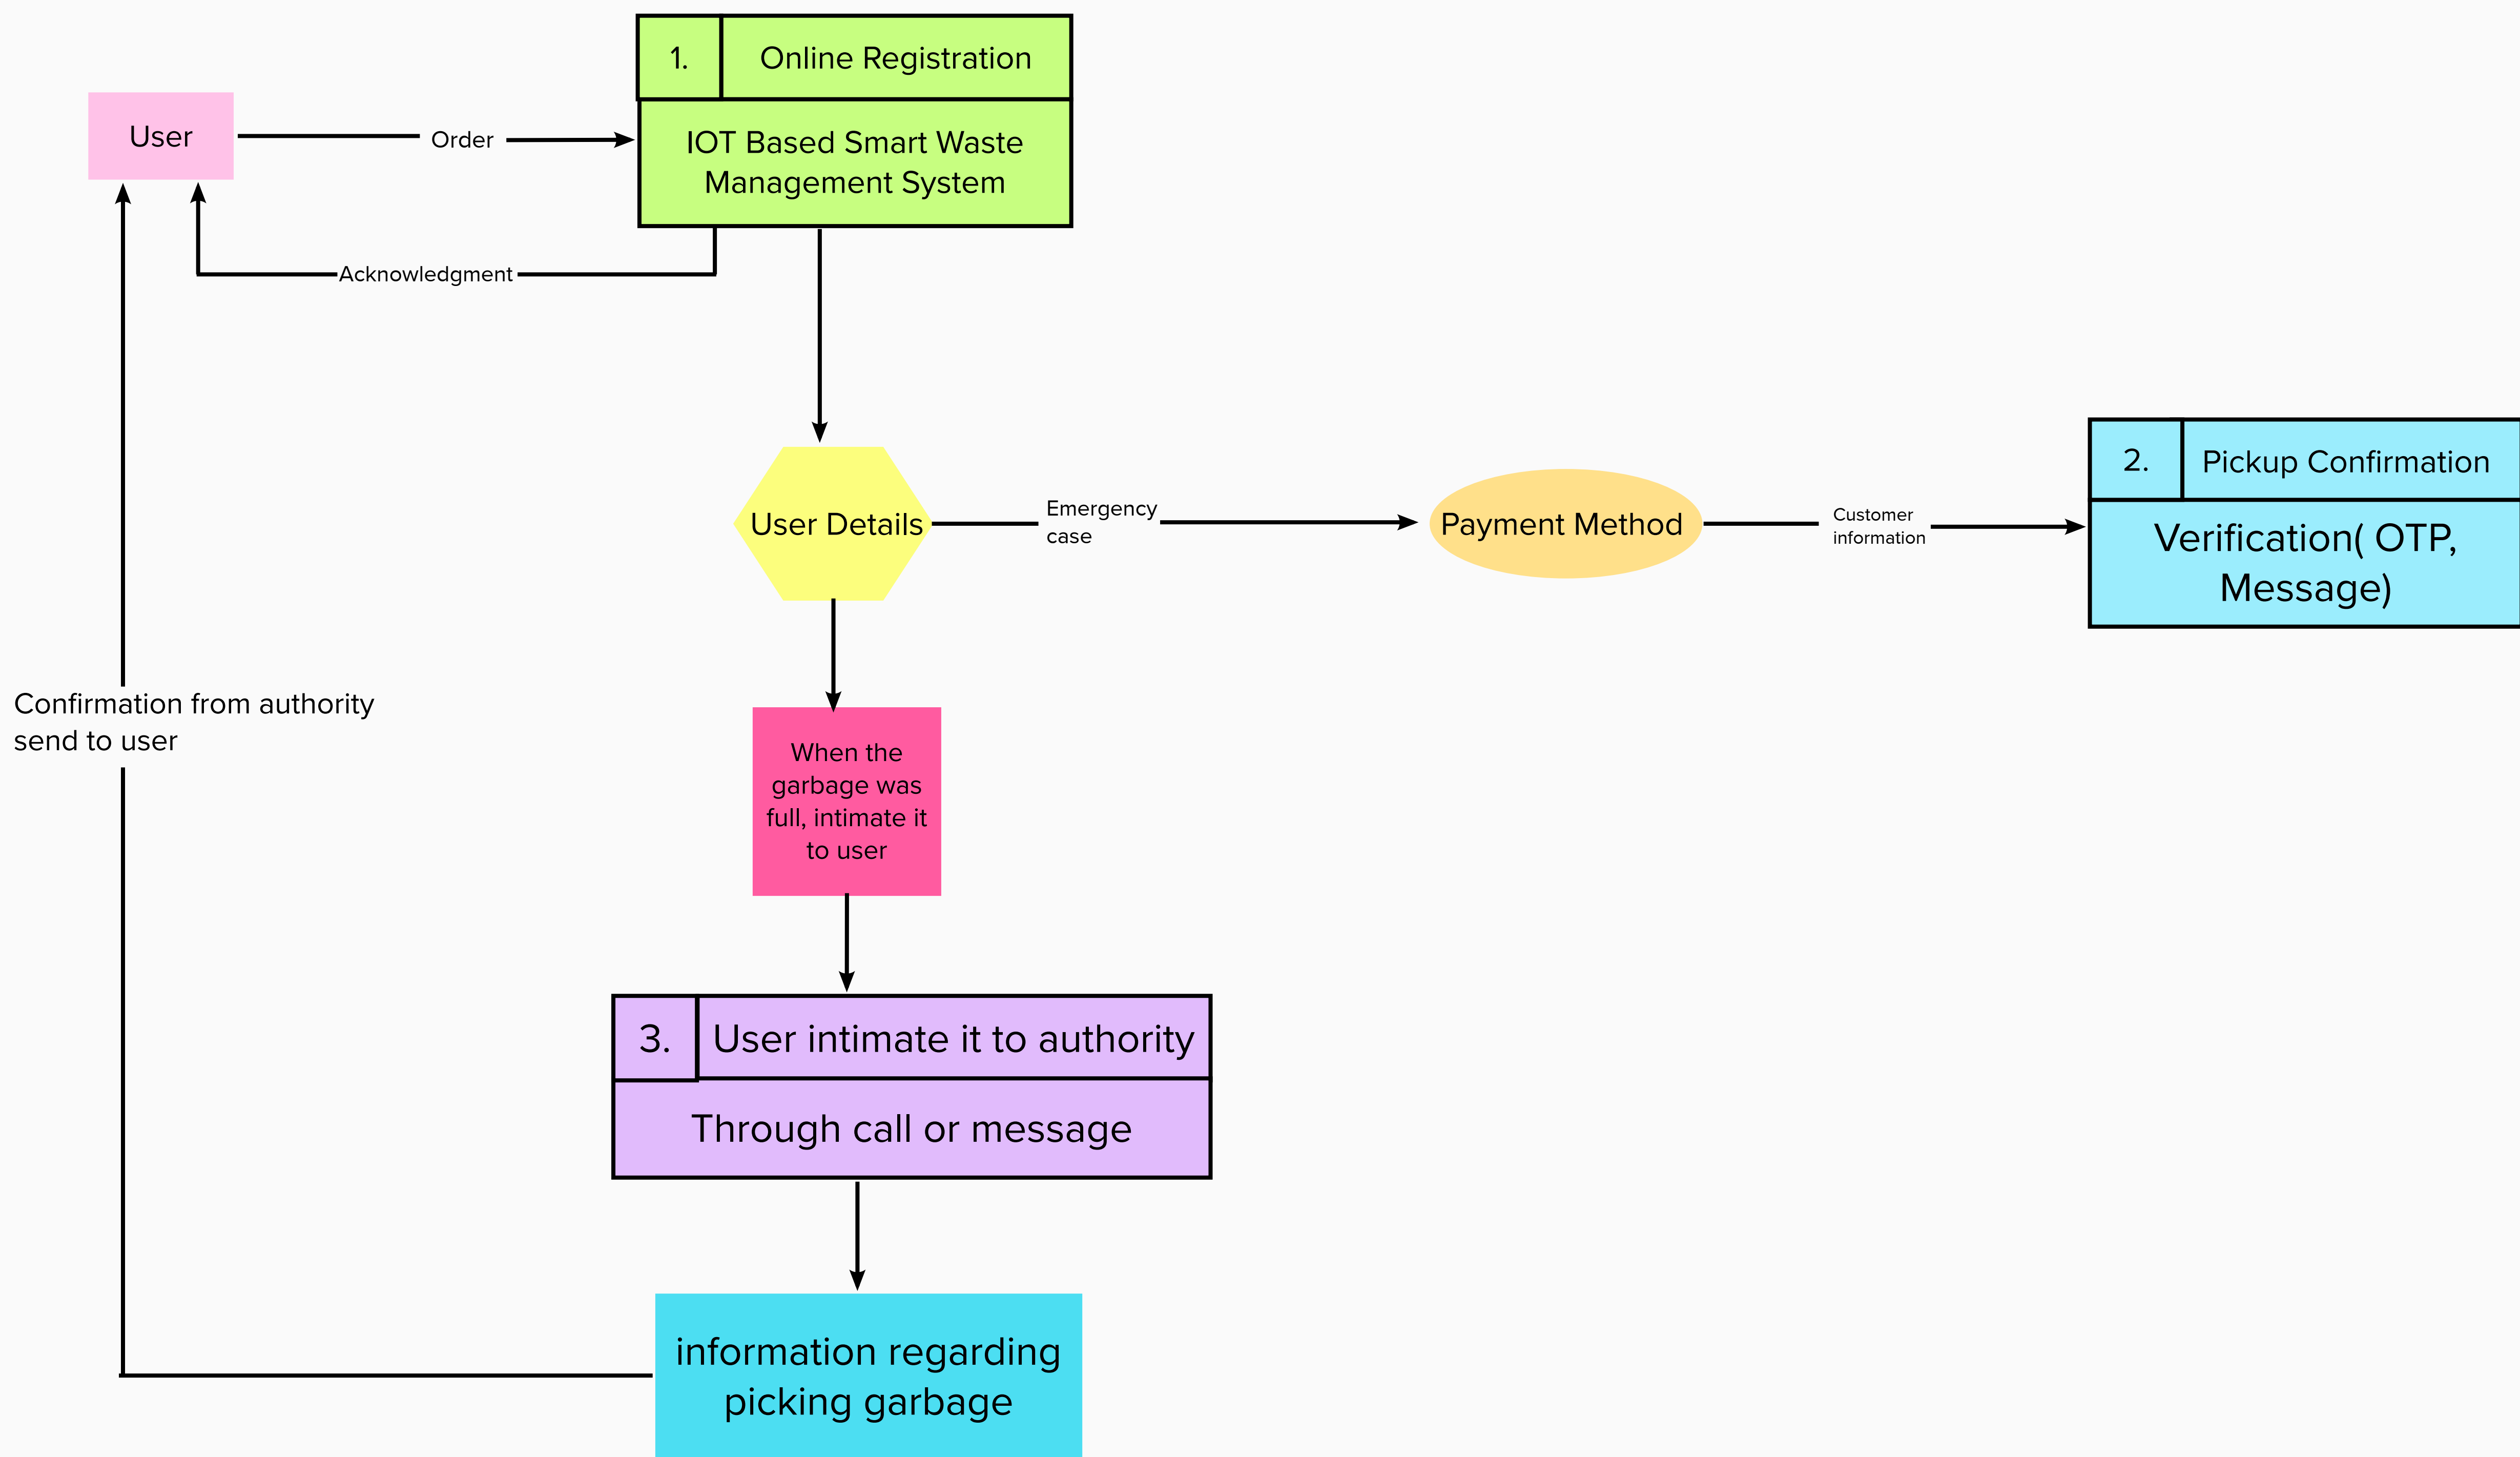 1.
Online Registration
User
Order
IOT Based Smart Waste
Management System
Acknowledgment
User Details
Emergency
case
Payment Method
Customer
information
2.
Pickup Confirmation
Verification( OTP,
Message)
Confirmation from authority
send to user
When the
garbage was
full, intimate it
to user
3.
User intimate it to authority
Through call or message
information regarding
picking garbage